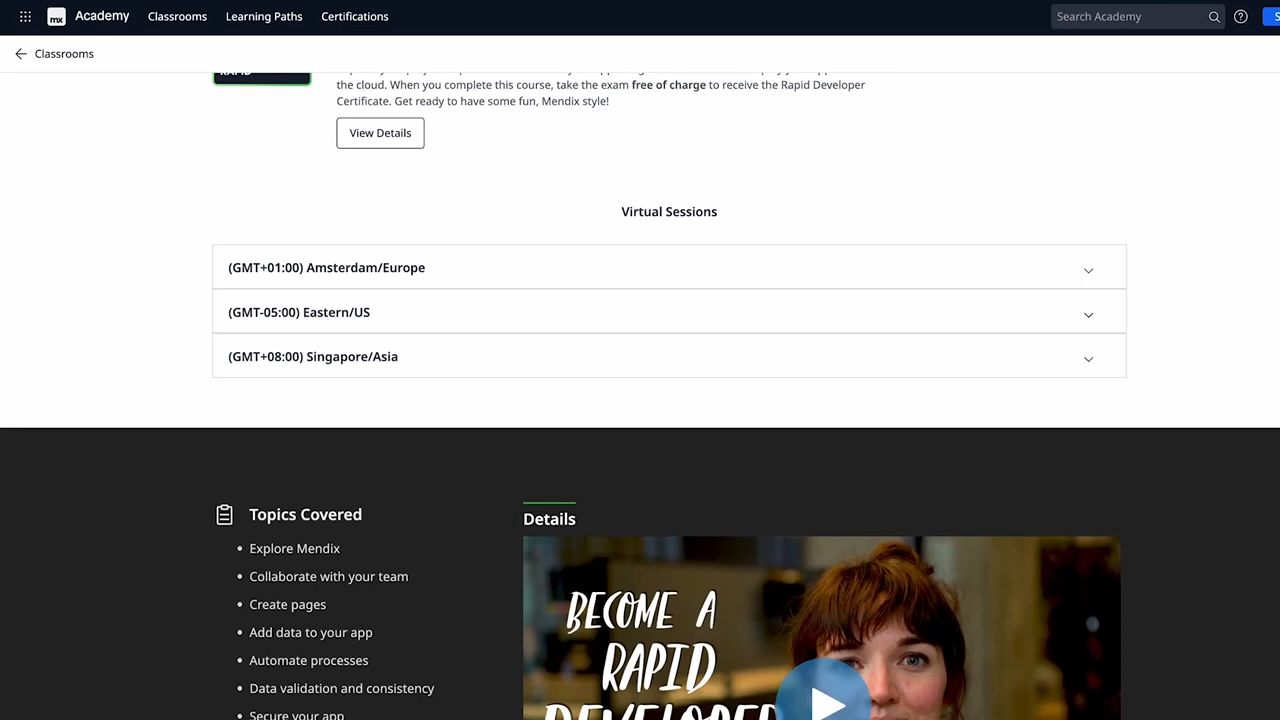 mx Academy Classrooms Learning Paths Certifications Search Academy
Classrooms
the cloud. When you complete this course, take the exam free of charge to receive the Rapid Developer
Certificate. Get ready to have some fun, Mendix style!
View Details
Virtual Sessions
(GMT+01:00) Amsterdam/Europe
(GMT-05:00) Eastern/US
(GMT+08:00) Singapore/Asia
Topics Covered
Explore Mendix
Collaborate with your team
Create pages
Add data to your app
Automate processes
Data validation and consistency
Secure your app
Details
BECOME A
RAPID
DEVELOPER